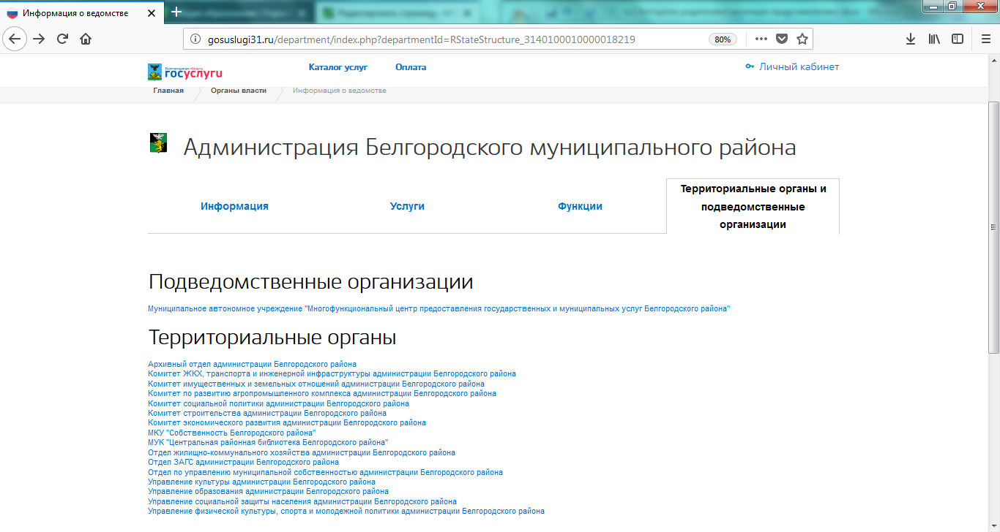 Информация о ведомстве
gosuslugi31.ru/department/index.php?departmentId=RStateStructure_3140100010000018219
80%
Белгородская область
госуслуги
Каталог услуг
Оплата
Личный кабинет
Главная
Органы власти
Информация о ведомстве
Администрация Белгородского муниципального района
Информация
Услуги
Функции
Территориальные органы и
подведомственные
организации
Подведомственные организации
Муниципальное автономное учреждение "Многофункциональный центр предоставления государственных и муниципальных услуг Белгородского района"
Территориальные органы
Архивный отдел администрации Белгородского района
Комитет ЖКХ, транспорта и инженерной инфраструктуры администрации Белгородского района
Комитет имущественных и земельных отношений администрации Белгородского района
Комитет по развитию агропромышленного комплекса администрации Белгородского района
Комитет социальной политики администрации Белгородского района
Комитет строительства администрации Белгородского района
Комитет экономического развития администрации Белгородского района
МКУ "Собственность Белгородского района"
МУК "Центральная районная библиотека Белгородского района"
Отдел жилищно-коммунального хозяйства администрации Белгородского района
Отдел ЗАГС администрации Белгородского района
Отдел по управлению муниципальной собственностью администрации Белгородского района
Управление культуры администрации Белгородского района
Управление образования администрации Белгородского района
Управление социальной защиты населения администрации Белгородского района
Управление физической культуры, спорта и молодежной политики администрации Белгородского района